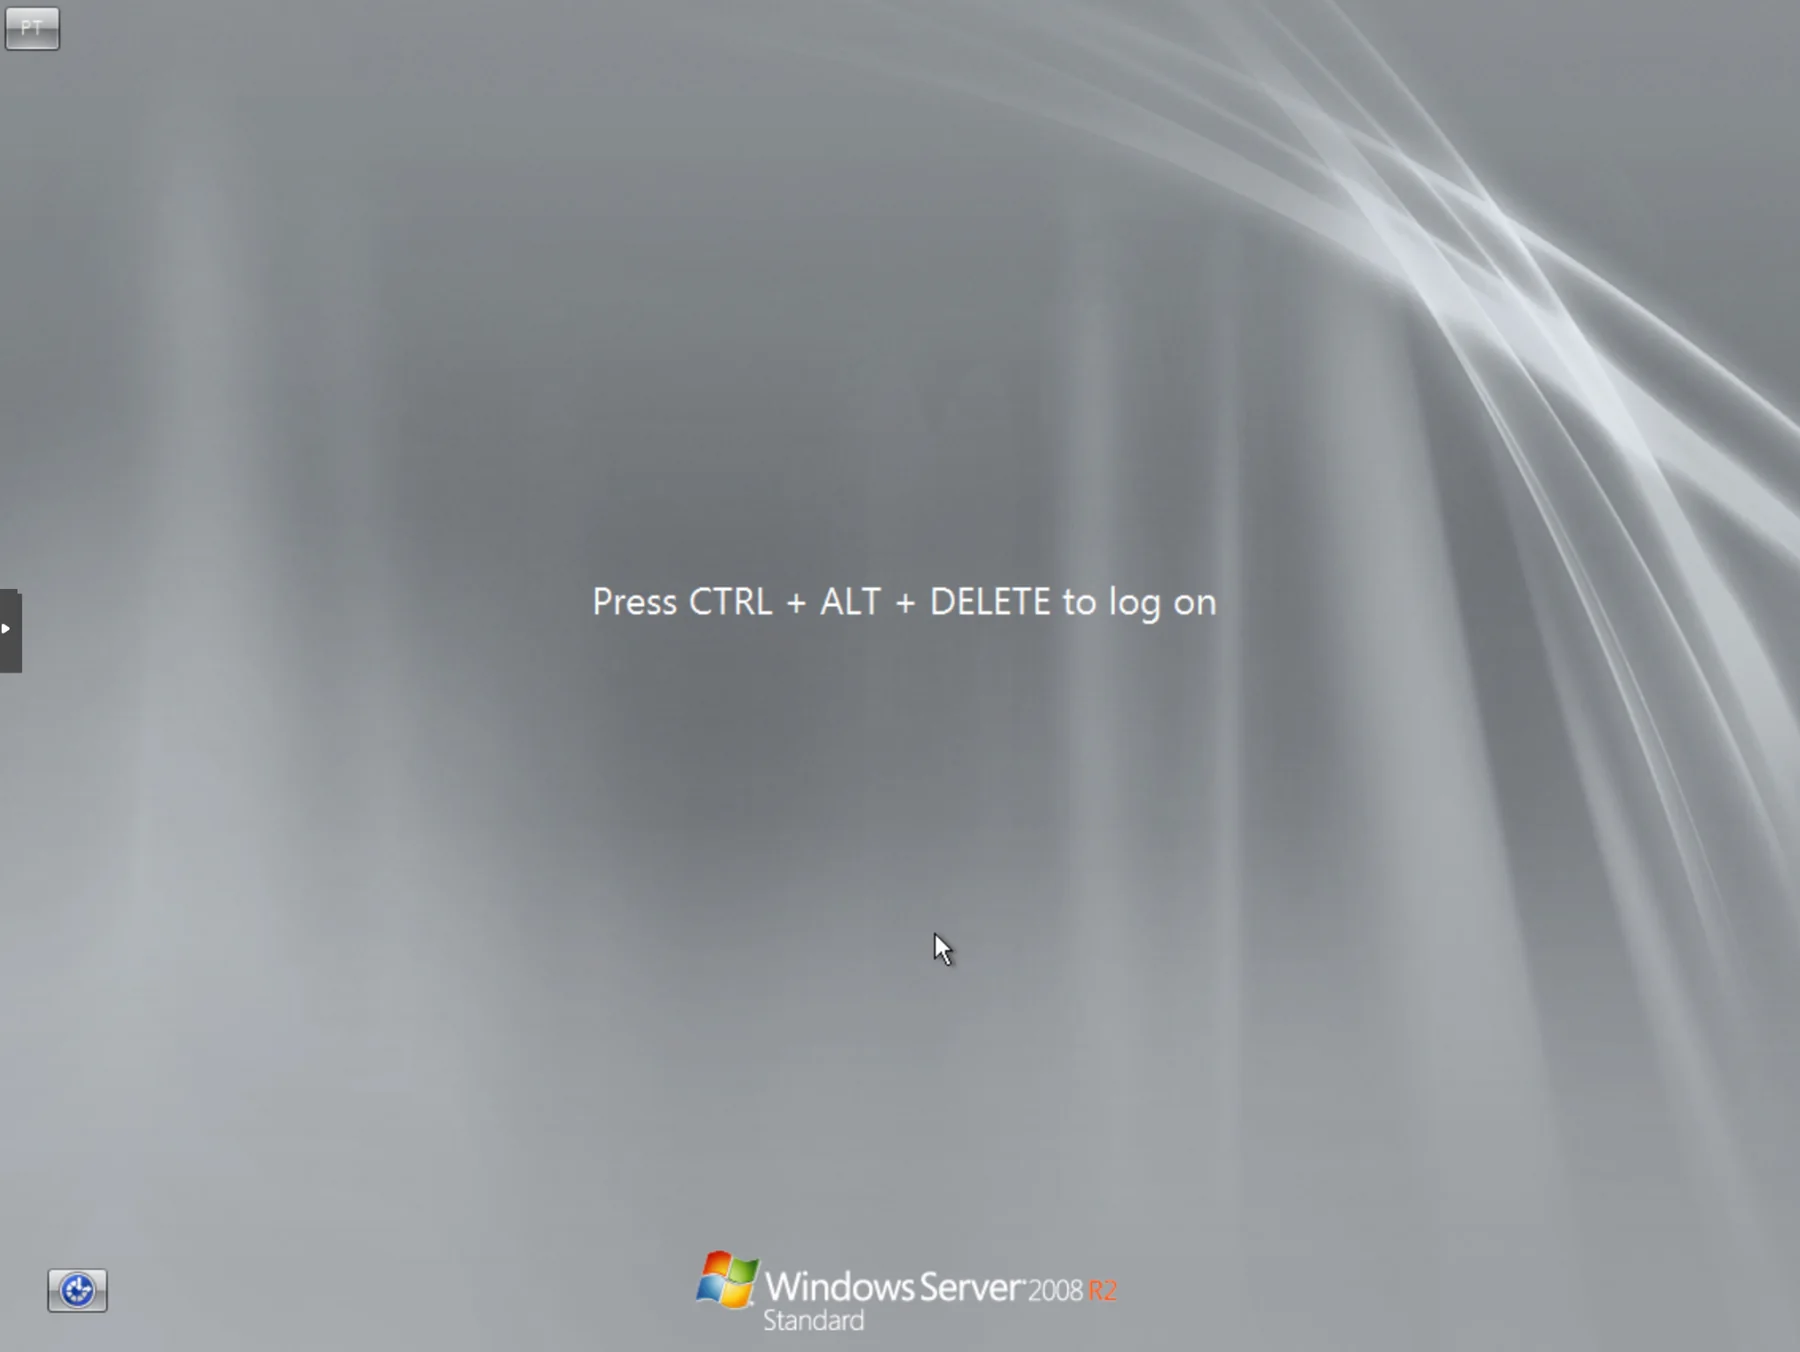 PT
Press CTRL + ALT + DELETE to log on
Windows Server 2008 R2
Standard